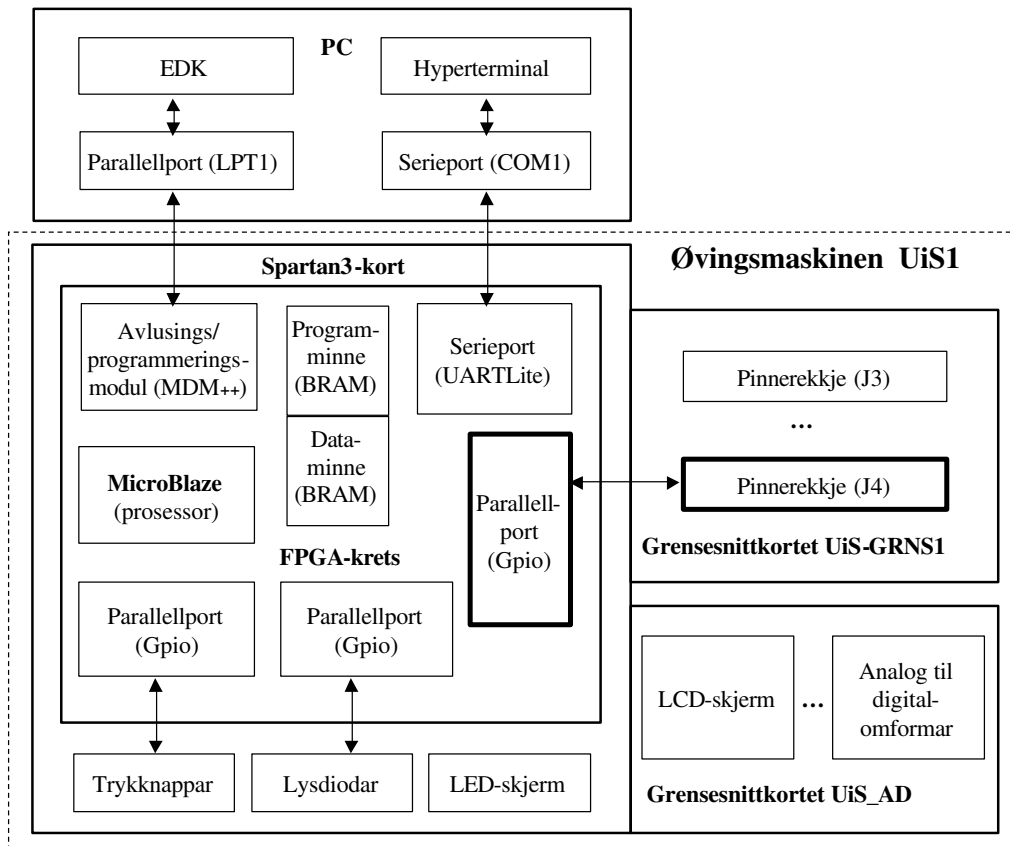 PC
EDK
Hyperterminal
Parallellport (LPT1)
Serieport (COM1)
Øvingsmaskinen UiS1
Spartan3-kort
Avlusings/
programmerings-
modul (MDM++)
Program-
minne
(BRAM)
Serieport
(UARTLite)
Pinnerekkje (J3)
...
Data-
minne
(BRAM)
MicroBlaze
(prosessor)
Parallell-
port
(Gpio)
Pinnerekkje (J4)
Grensesnittkortet UiS-GRNS1
FPGA-krets
Parallellport
(Gpio)
Parallellport
(Gpio)
LCD-skjerm
...
Analog til
digital-
omformar
Trykknappar
Lysdiodar
LED-skjerm
Grensesnittkortet UiS_AD